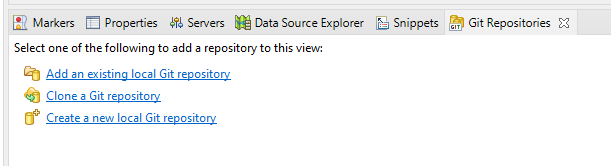 Markers Properties Servers Data Source Explorer Snippets Git Repositories
Select one of the following to add a repository to this view:
Add an existing local Git repository
Clone a Git repository
Create a new local Git repository